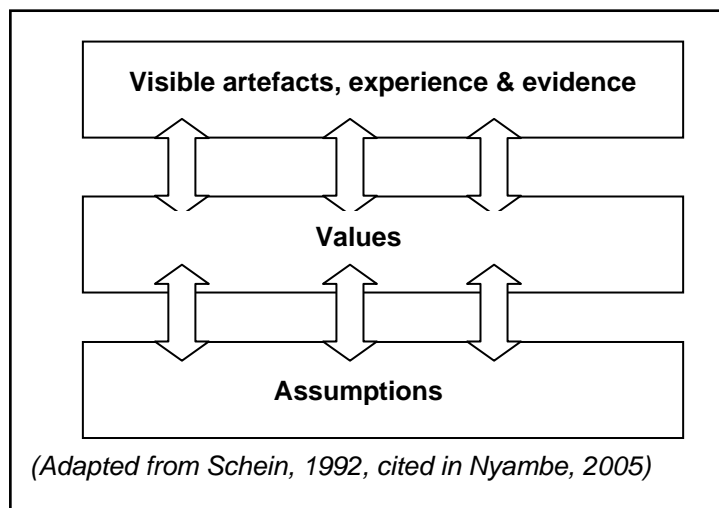 Visible artefacts, experience & evidence
Values
Assumptions
(Adapted from Schein, 1992, cited in Nyambe, 2005)